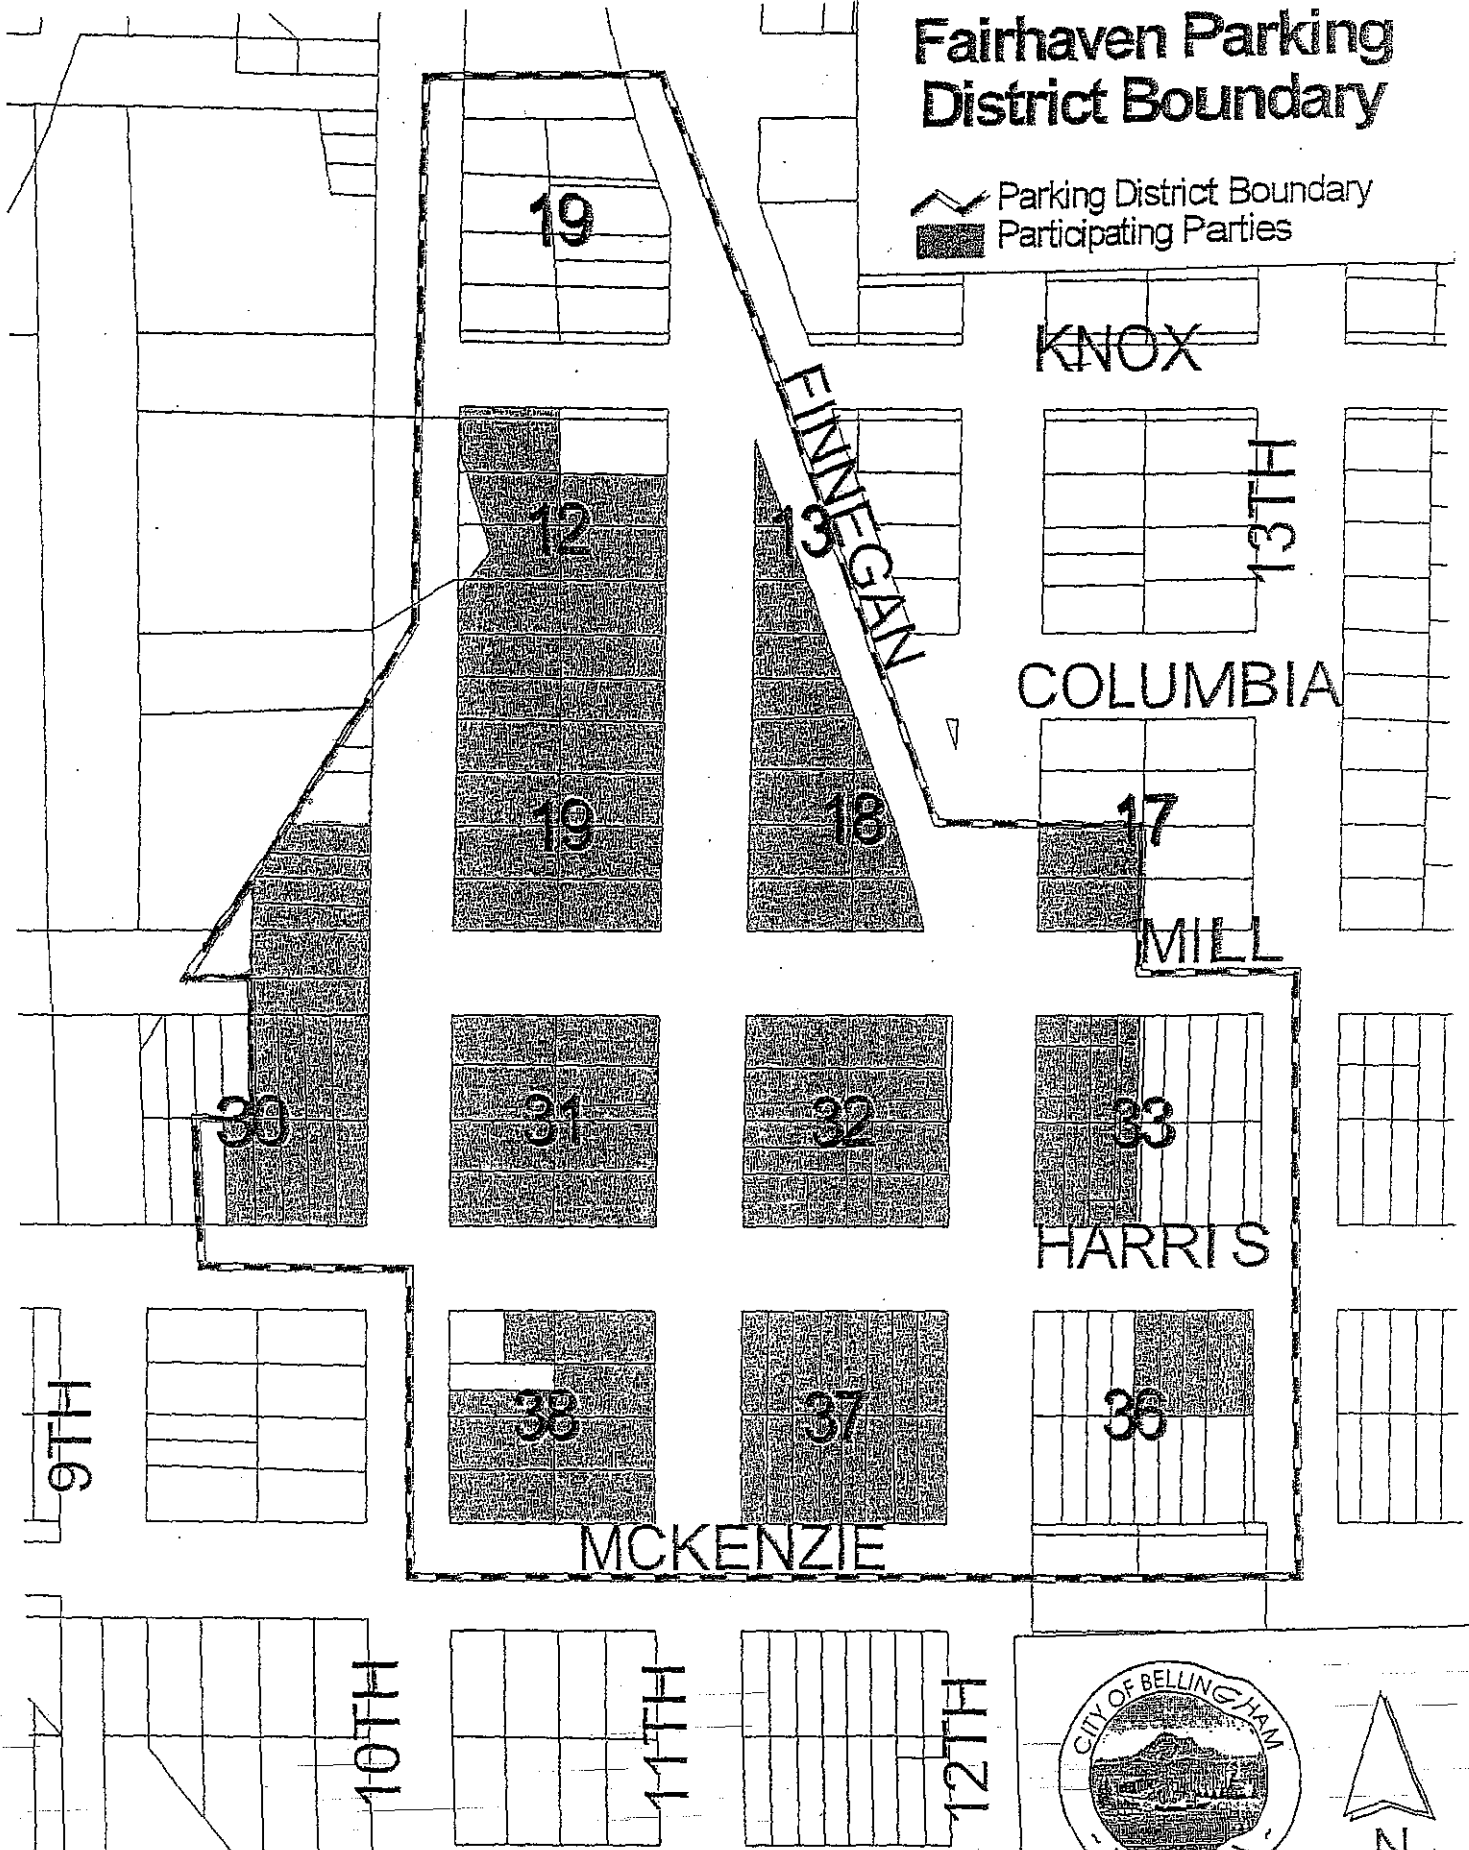 Fairhaven Parking
District Boundary
Parking District Boundary
Participating Parties
19
KNOX
FINNEGAN
13TH
12
13
COLUMBIA
19
18
17
MILL
30
31
32
33
HARRIS
9TH
38
37
36
MCKENZIE
10TH
11TH
12TH
CITY OF BELLINGHAM
N